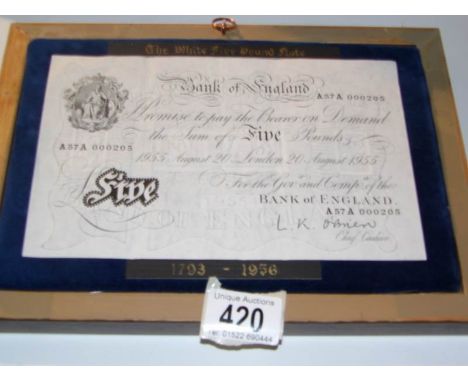 The White Five Pound Note
Bank of England
A57A 000205
Promise to pay the Bearer on Demand
the Sum of Five Pounds
A57A 000205
1955 August 20 London 20 August 1955
For the Govr. and Compa. of the
Five
BANK OF ENGLAND.
A57A 000205
L. K. O'Brien
Chief Cashier
1793 - 1956
Unique Auctions
420
Tel: 01522 690444